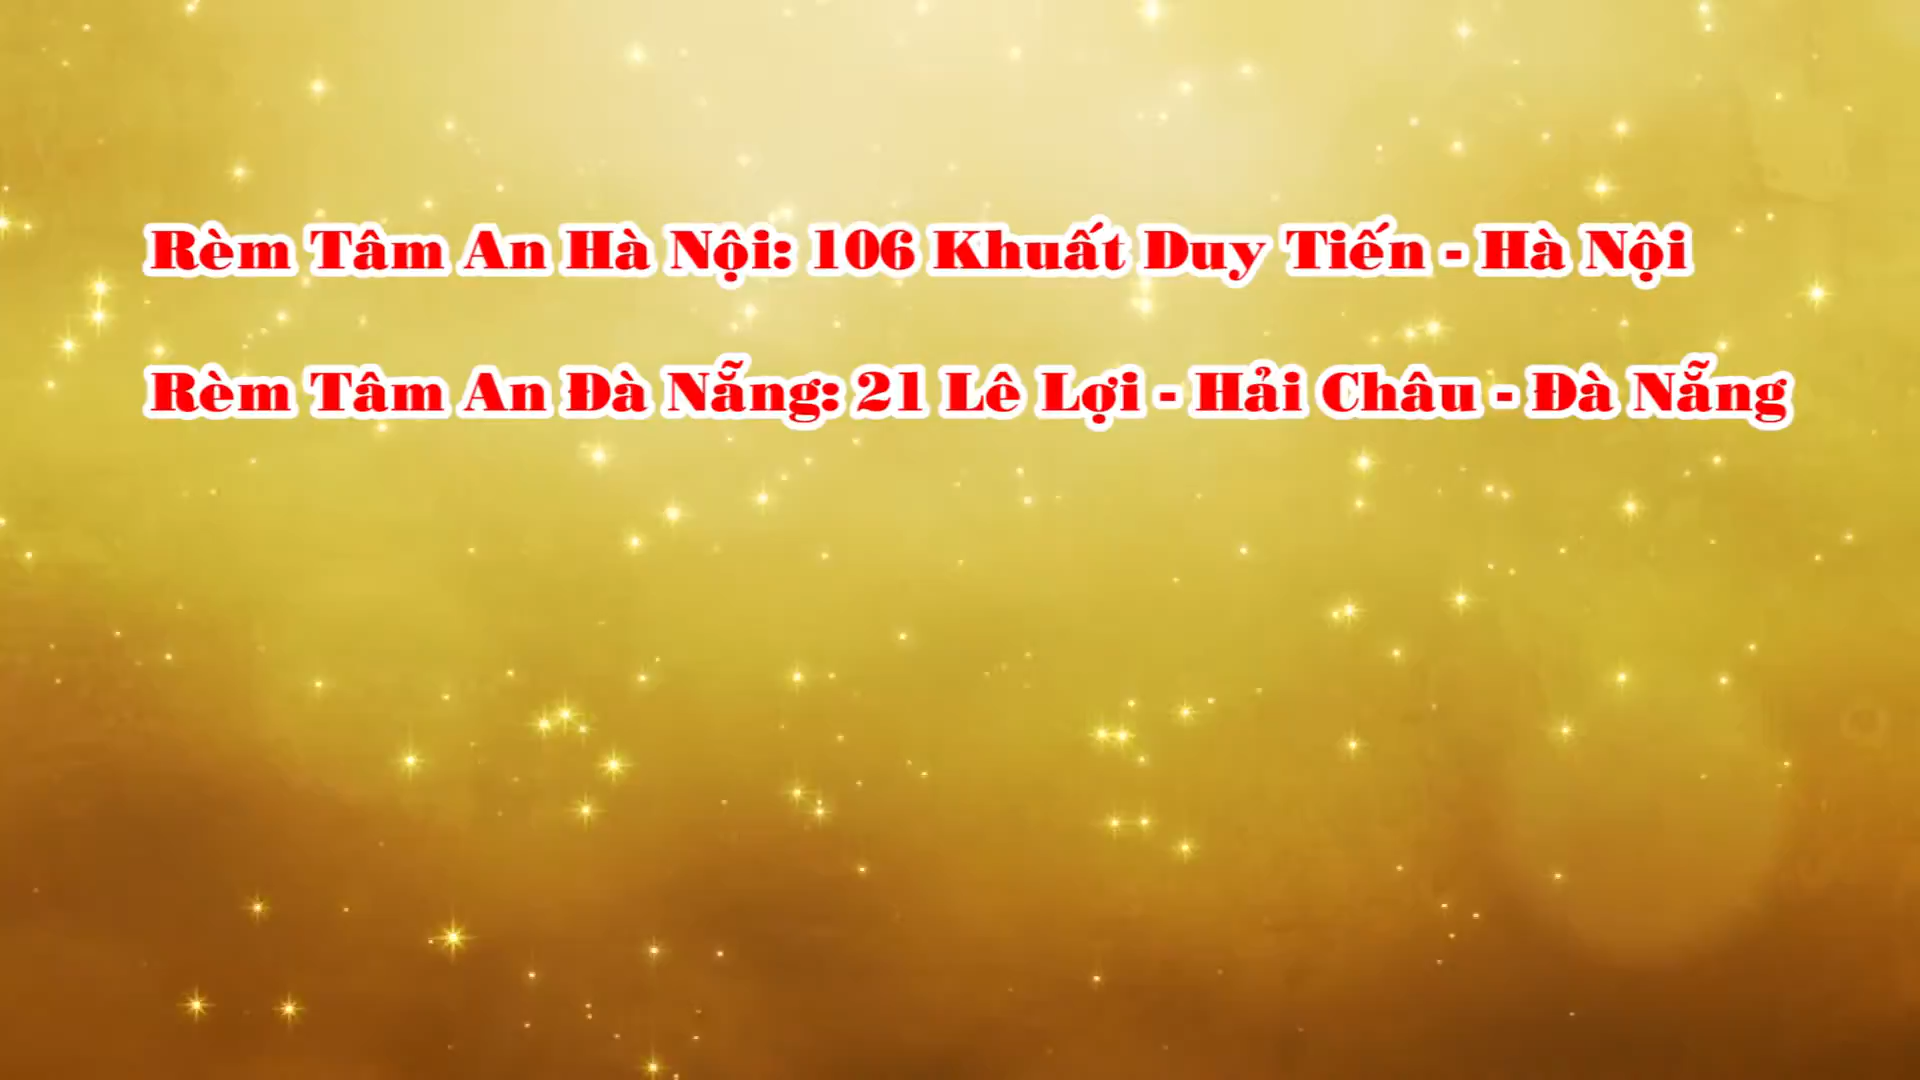 Rèm Tâm An Hà Nội: 106 Khuất Duy Tiến - Hà Nội
Rèm Tâm An Đà Nẵng: 21 Lê Lợi - Hải Châu - Đà Nẵng